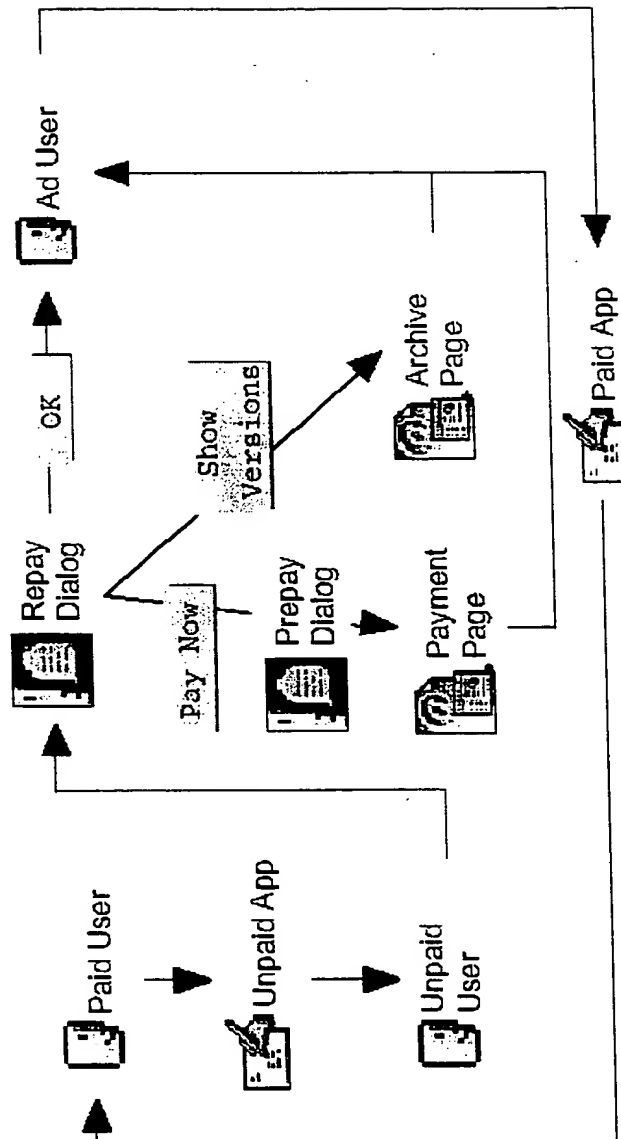 Paid User
Unpaid App
Unpaid
User
Repay
Dialog
Pay Now
Prepay
Dialog
Payment
Page
Show
Versions
Archive
Page
OK
Ad User
Paid App